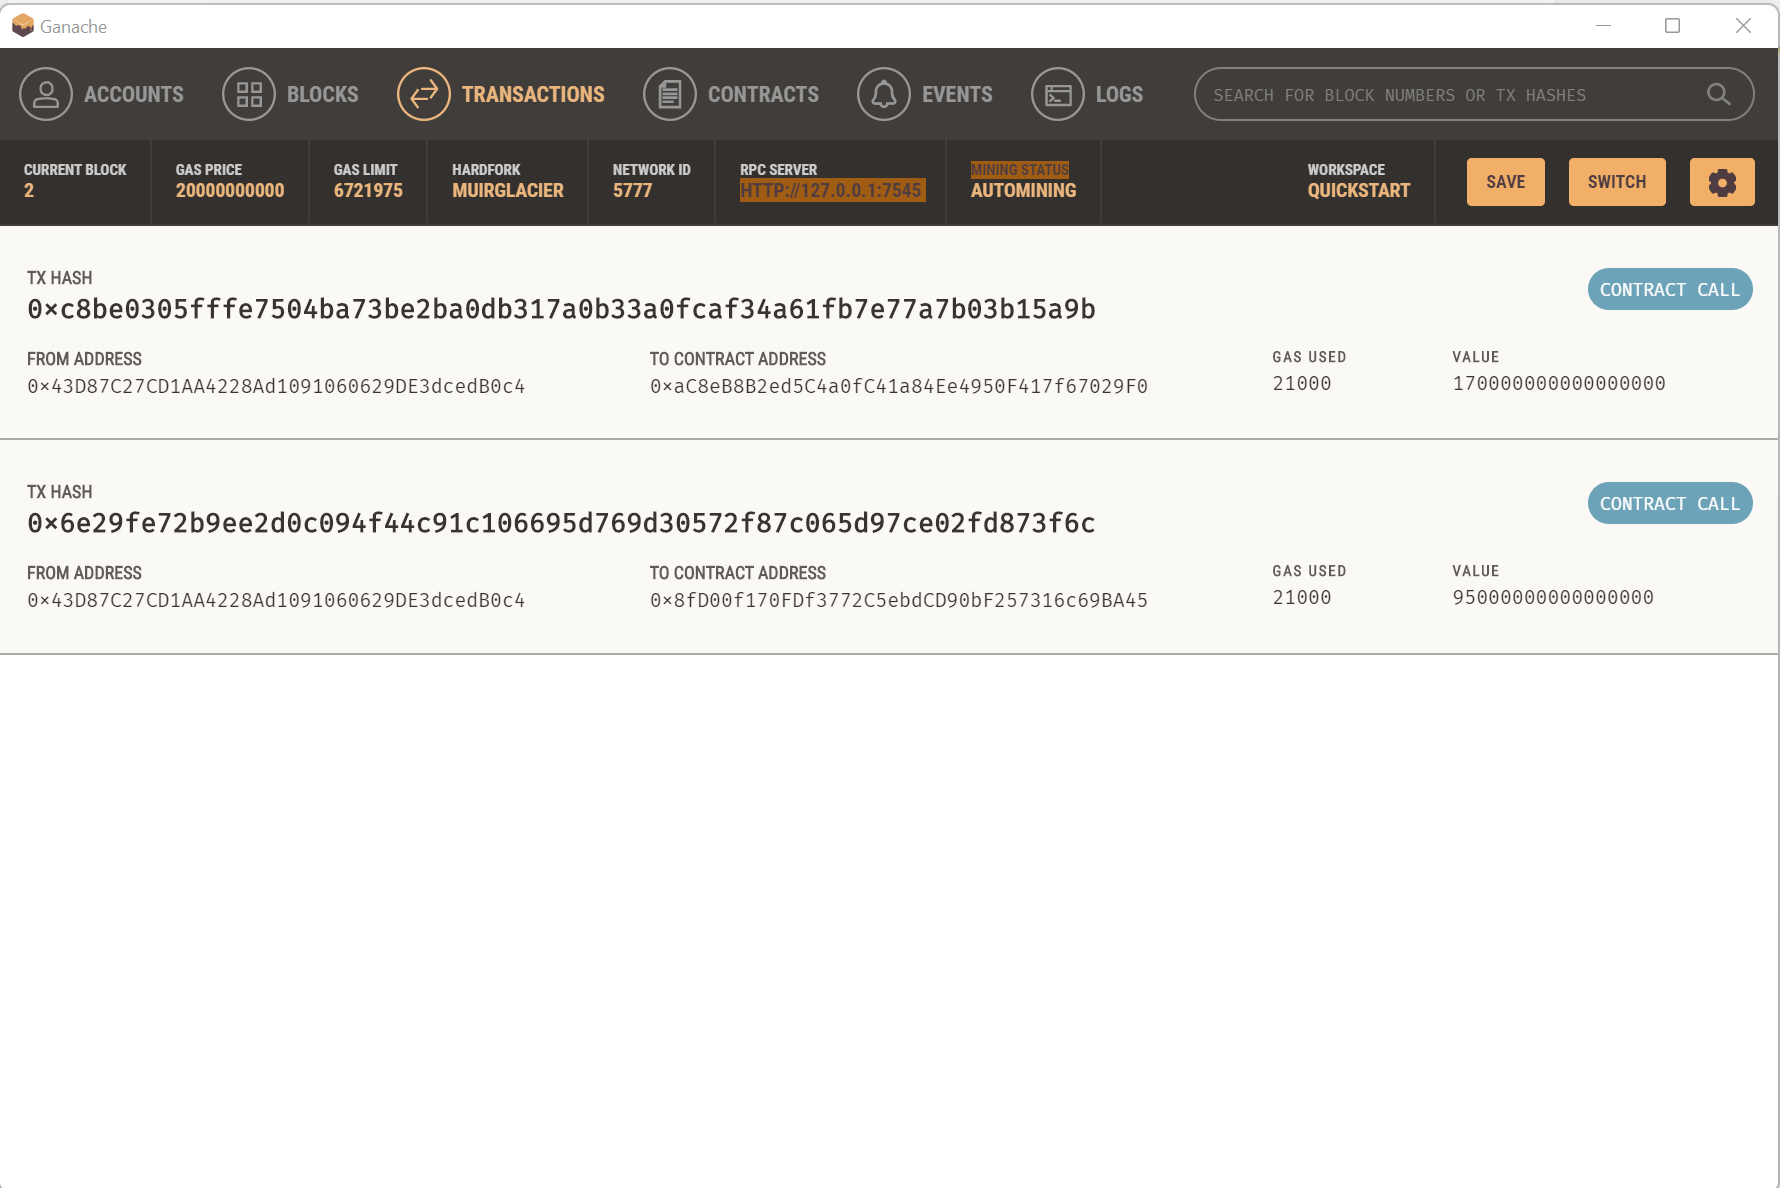 Ganache
ACCOUNTS BLOCKS TRANSACTIONS CONTRACTS EVENTS LOGS SEARCH FOR BLOCK NUMBERS OR TX HASHES
CURRENT BLOCK GAS PRICE GAS LIMIT HARDFORK NETWORK ID RPC SERVER MINING STATUS WORKSPACE
2 20000000000 6721975 MUIRGLACIER 5777 HTTP://127.0.0.1:7545 AUTOMINING QUICKSTART SAVE SWITCH
TX HASH
0×c8be0305fffe7504ba73be2ba0db317a0b33a0fcaf34a61fb7e77a7b03b15a9b CONTRACT CALL
FROM ADDRESS TO CONTRACT ADDRESS GAS USED VALUE
0×43D87C27CD1AA4228Ad1091060629DE3dcedB0c4 0×aC8eB8B2ed5C4a0fC41a84Ee4950F417f67029F0 21000 170000000000000000
TX HASH
0×6e29fe72b9ee2d0c094f44c91c106695d769d30572f87c065d97ce02fd873f6c CONTRACT CALL
FROM ADDRESS TO CONTRACT ADDRESS GAS USED VALUE
0×43D87C27CD1AA4228Ad1091060629DE3dcedB0c4 0×8fD00f170FDf3772C5ebdCD90bF257316c69BA45 21000 95000000000000000